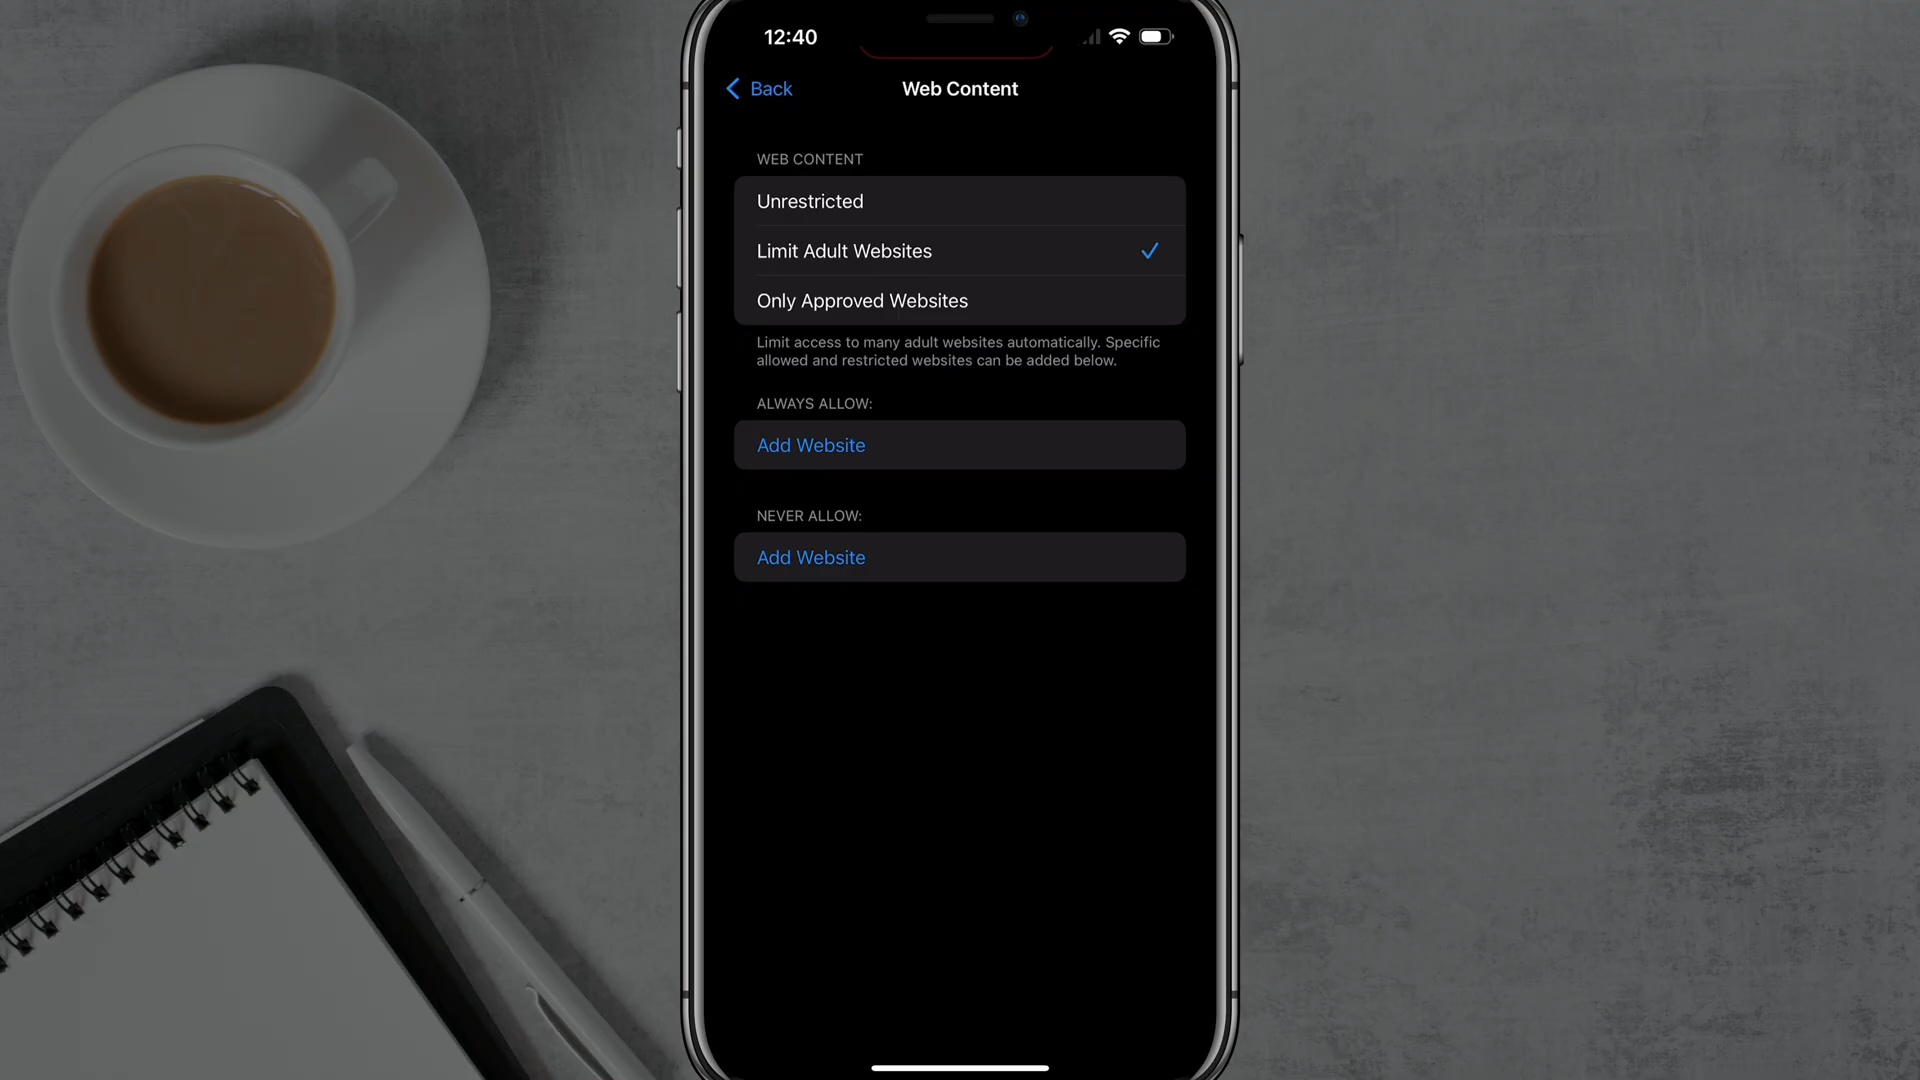 12:40
Back
Web Content
WEB CONTENT
Unrestricted
Limit Adult Websites
Only Approved Websites
Limit access to many adult websites automatically. Specific
allowed and restricted websites can be added below.
ALWAYS ALLOW:
Add Website
NEVER ALLOW:
Add Website